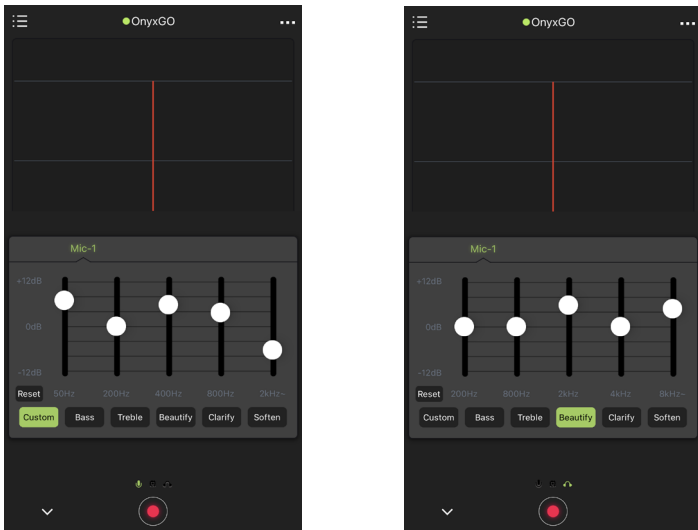 OnyxGO
Mic-1
+12dB
0dB
-12dB
Reset 50Hz 200Hz 400Hz 800Hz 2kHz~
Custom Bass Treble Beautify Clarify Soften
OnyxGO
Mic-1
+12dB
0dB
-12dB
Reset 200Hz 800Hz 2kHz 4kHz 8kHz~
Custom Bass Treble Beautify Clarify Soften